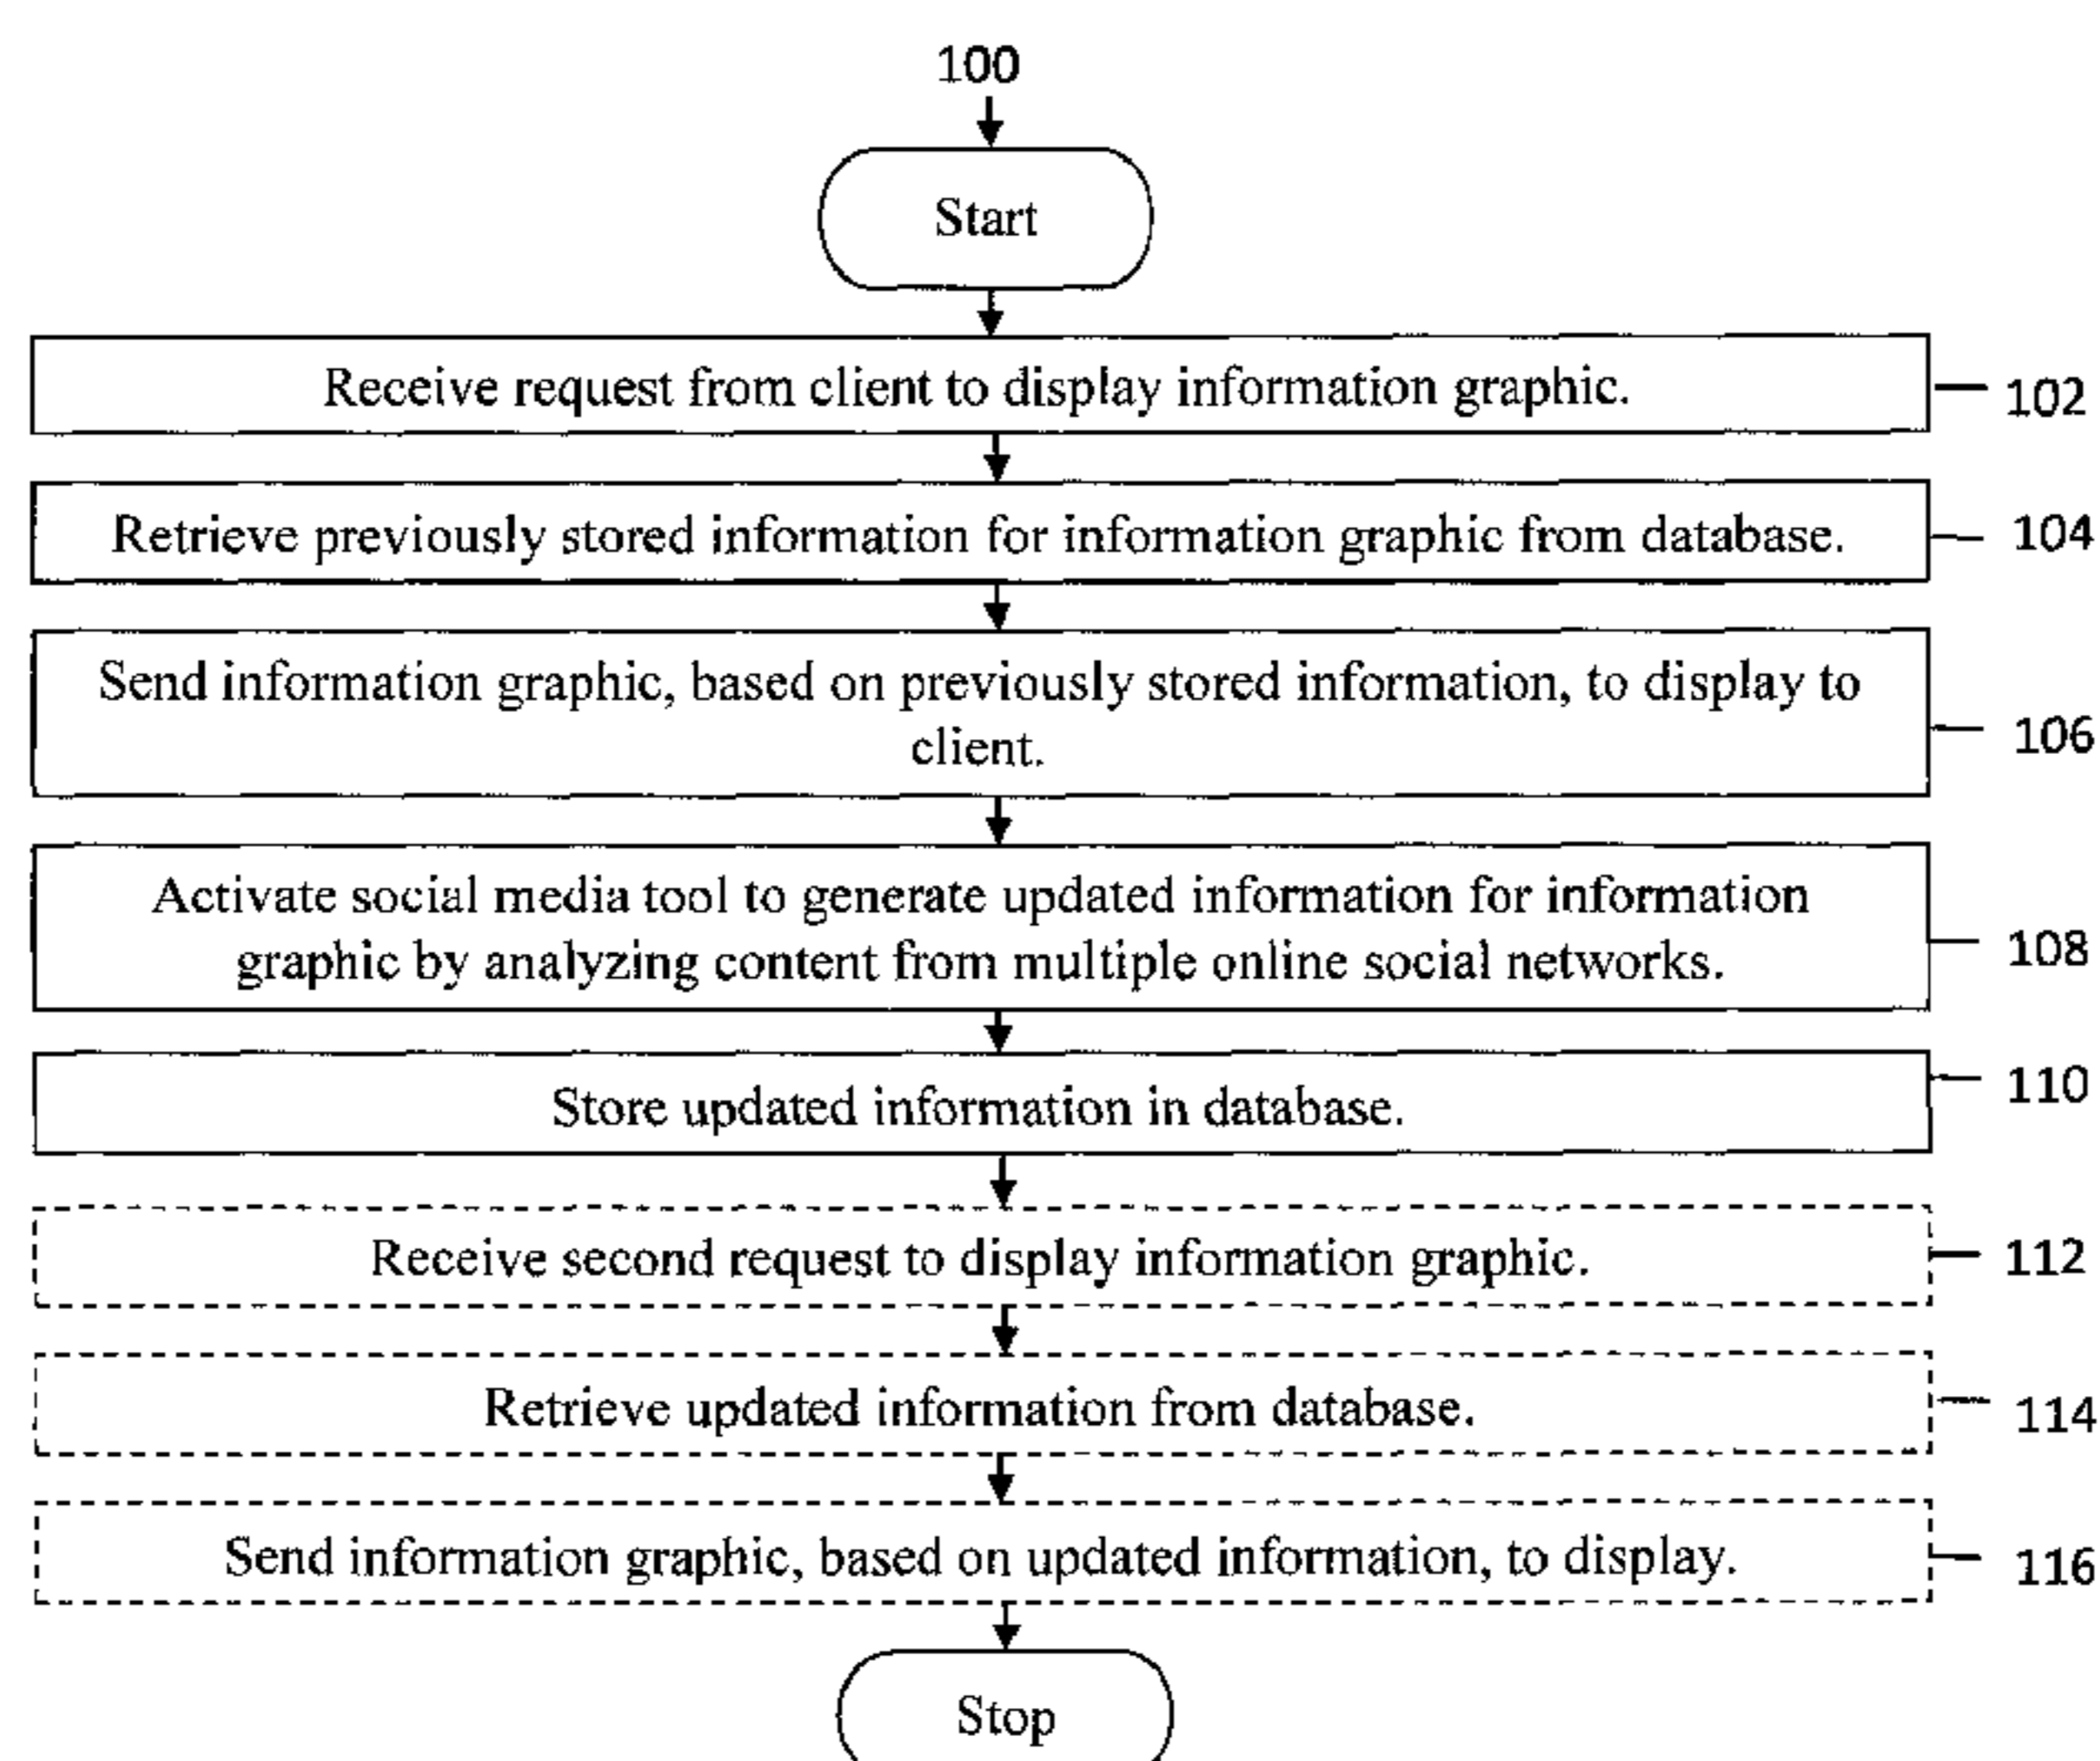 100
Start
Receive request from client to display information graphic.
102
Retrieve previously stored information for information graphic from database.
104
Send information graphic, based on previously stored information, to display to
client.
106
Activate social media tool to generate updated information for information
graphic by analyzing content from multiple online social networks.
108
Store updated information in database.
110
Receive second request to display information graphic.
112
Retrieve updated information from database.
114
Send information graphic, based on updated information, to display.
116
Stop